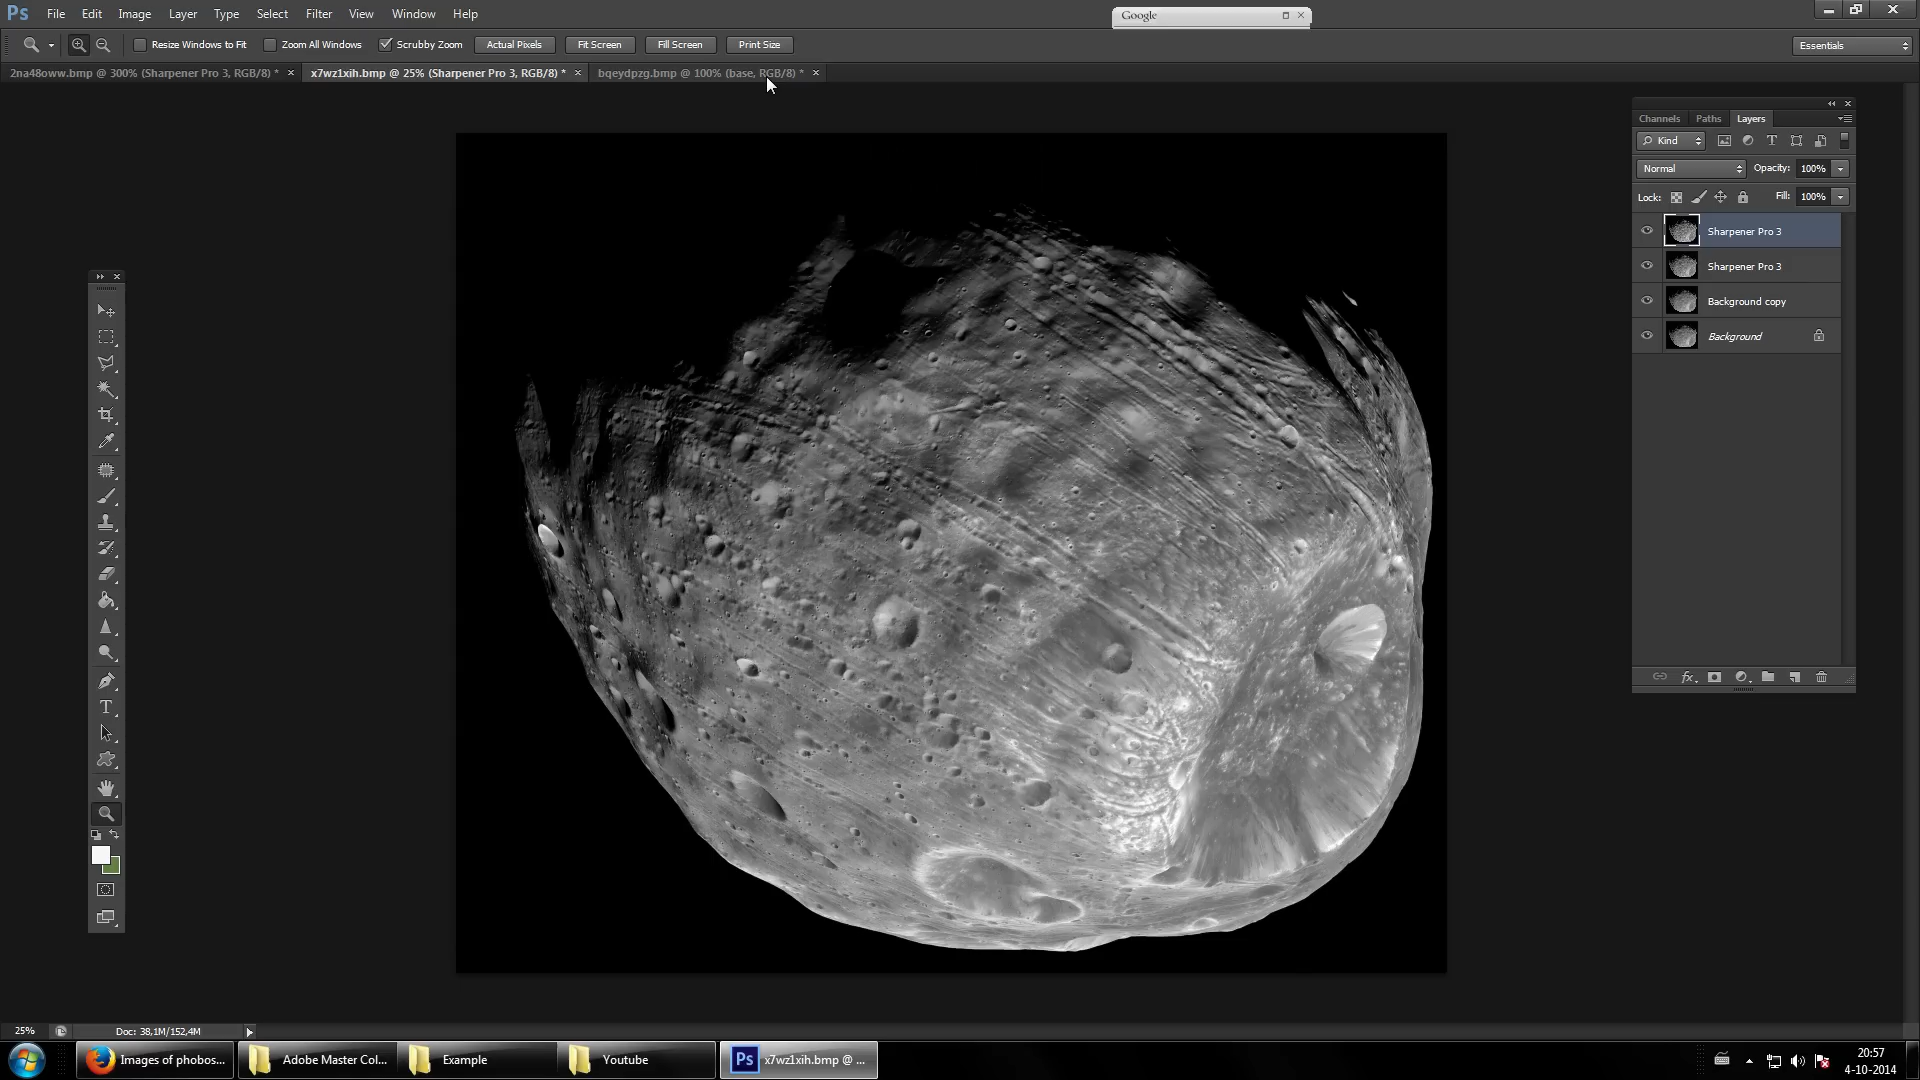 Ps File Edit Image Layer Type Select Filter View Window Help
Google
Resize Windows to Fit Zoom All Windows Scrubby Zoom Actual Pixels Fit Screen Fill Screen Print Size Essentials
2na48oww.bmp @ 300% (Sharpener Pro 3, RGB/8) * x7wz1xih.bmp @ 25% (Sharpener Pro 3, RGB/8) * bqeydpzg.bmp @ 100% (base, RGB/8) *
Channels Paths Layers
Kind
Normal Opacity: 100%
Lock: Fill: 100%
Sharpener Pro 3
Sharpener Pro 3
Background copy
Background
25% Doc: 38,1M/152,4M
Images of phobos... Adobe Master Col... Example Youtube Ps x7wz1xih.bmp @ ...
20:57
4-10-2014